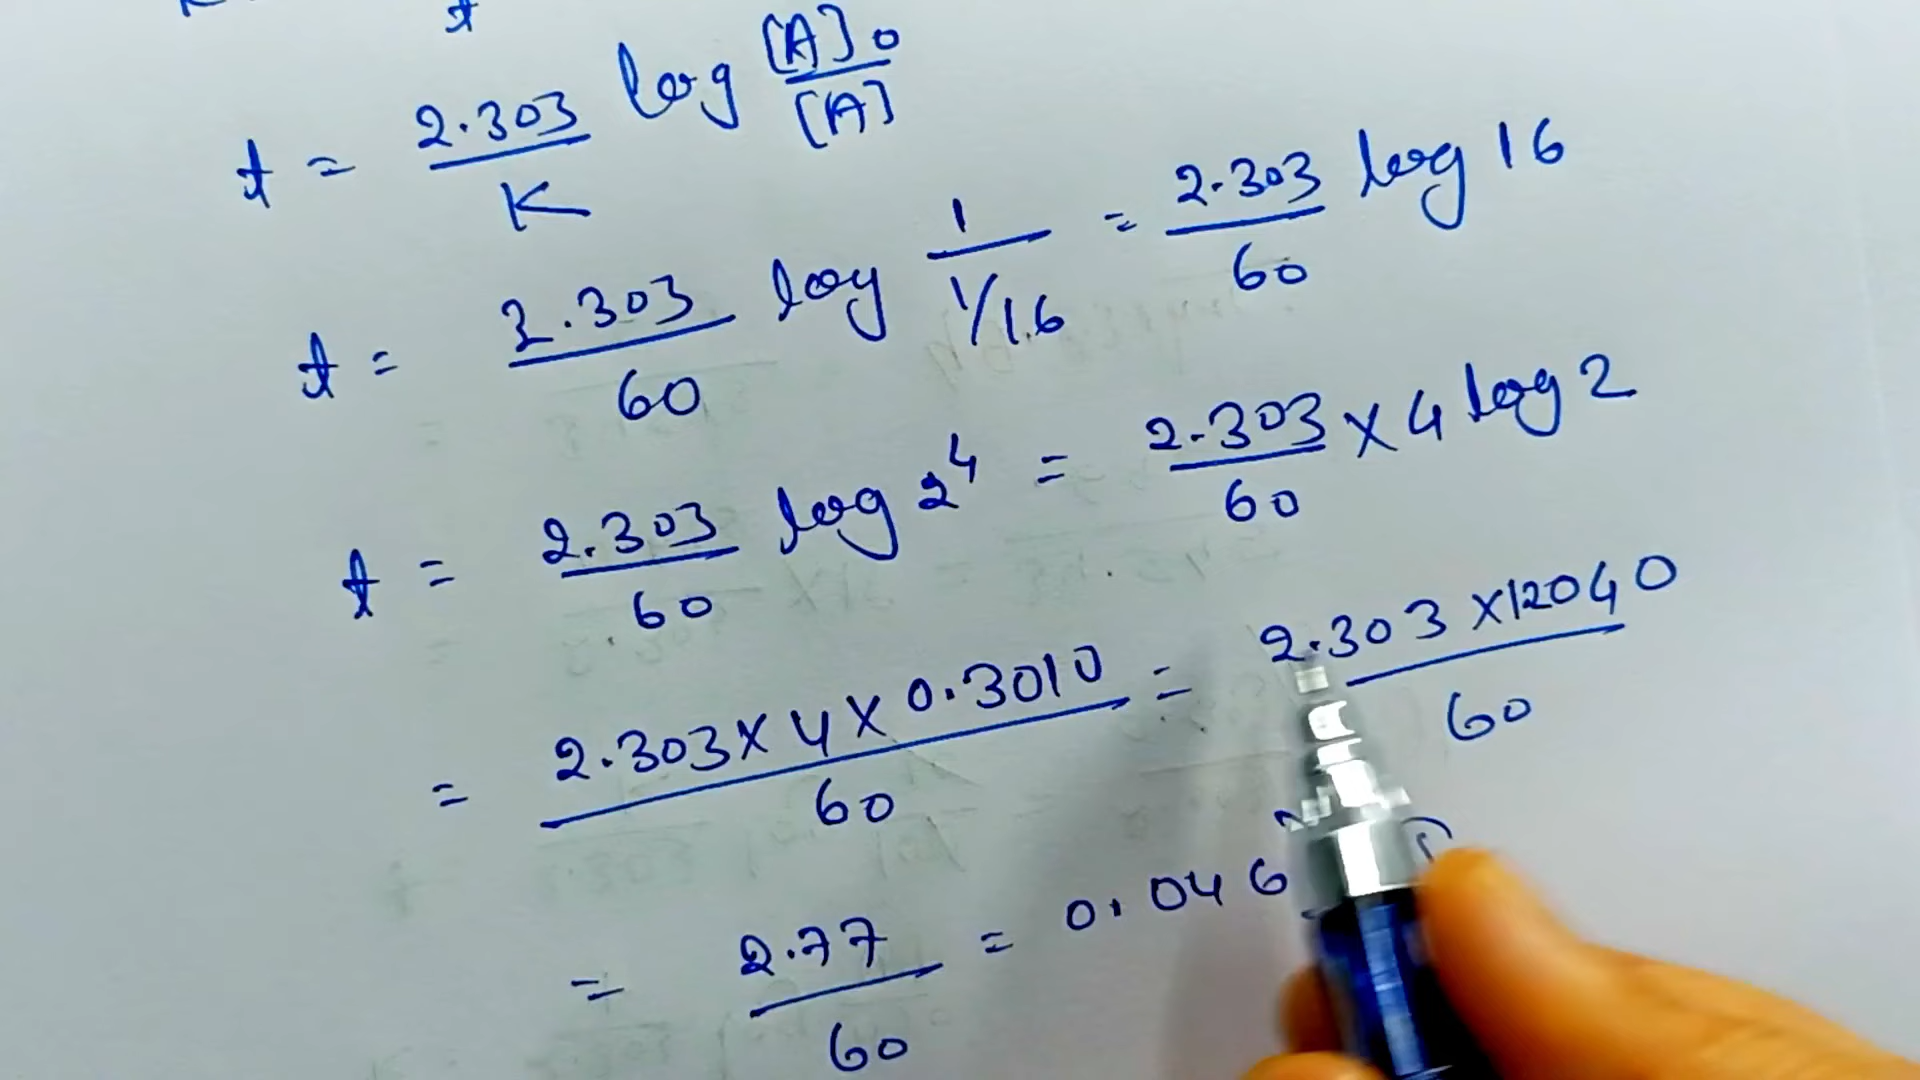 t = 2.303/K log [A]0/[A]
t = 2.303/60 log 1/1/16 = 2.303/60 log 16
t = 2.303/60 log 2^4 = 2.303/60 × 4 log 2
= 2.303 × 4 × 0.3010/60 = 2.303 × 12040/60
= 2.77/60 = 0.046